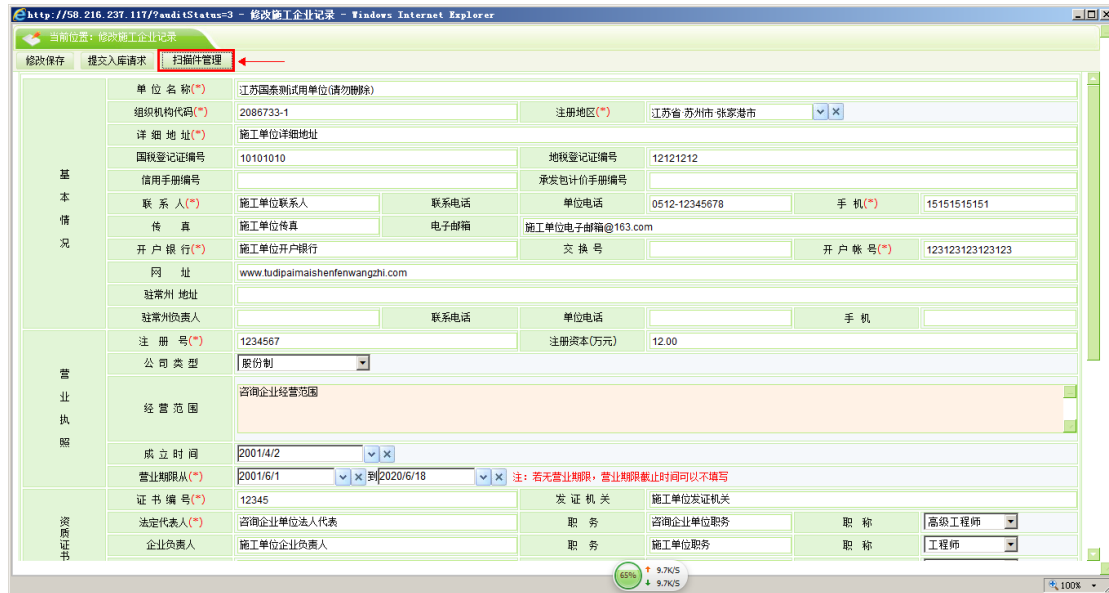 http://58.216.237.117/?auditStatus=3 - 修改施工企业记录 - Windows Internet Explorer
当前位置：修改施工企业记录
修改保存 提交入库请求 扫描件管理
基本情况
单 位 名 称(*) 江苏国泰测试用单位(请勿删除)
组织机构代码(*) 2086733-1 注册地区(*) 江苏省·苏州市·张家港市
详 细 地 址(*) 施工单位详细地址
国税登记证编号 10101010 地税登记证编号 12121212
信用手册编号 承发包计价手册编号
联 系 人(*) 施工单位联系人 联系电话 单位电话 0512-12345678 手 机(*) 15151515151
传 真 施工单位传真 电子邮箱 施工单位电子邮箱@163.com
开 户 银 行(*) 施工单位开户银行 交 换 号 开 户 帐 号(*) 123123123123123
网 址 www.tudipaimaishenfenwangzhi.com
驻常州 地址
驻常州负责人 联系电话 单位电话 手 机
营业执照
注 册 号(*) 1234567 注册资本(万元) 12.00
公 司 类 型 股份制
经 营 范 围 咨询企业经营范围
成 立 时 间 2001/4/2
营业期限从(*) 2001/6/1 到 2020/6/18 注：若无营业期限，营业期限截止时间可以不填写
资质证书
证 书 编 号(*) 12345 发 证 机 关 施工单位发证机关
法定代表人(*) 咨询企业单位法人代表 职 务 咨询企业单位职务 职 称 高级工程师
企业负责人 施工单位企业负责人 职 务 施工单位职务 职 称 工程师
65% 9.7K/S
9.7K/S
100%